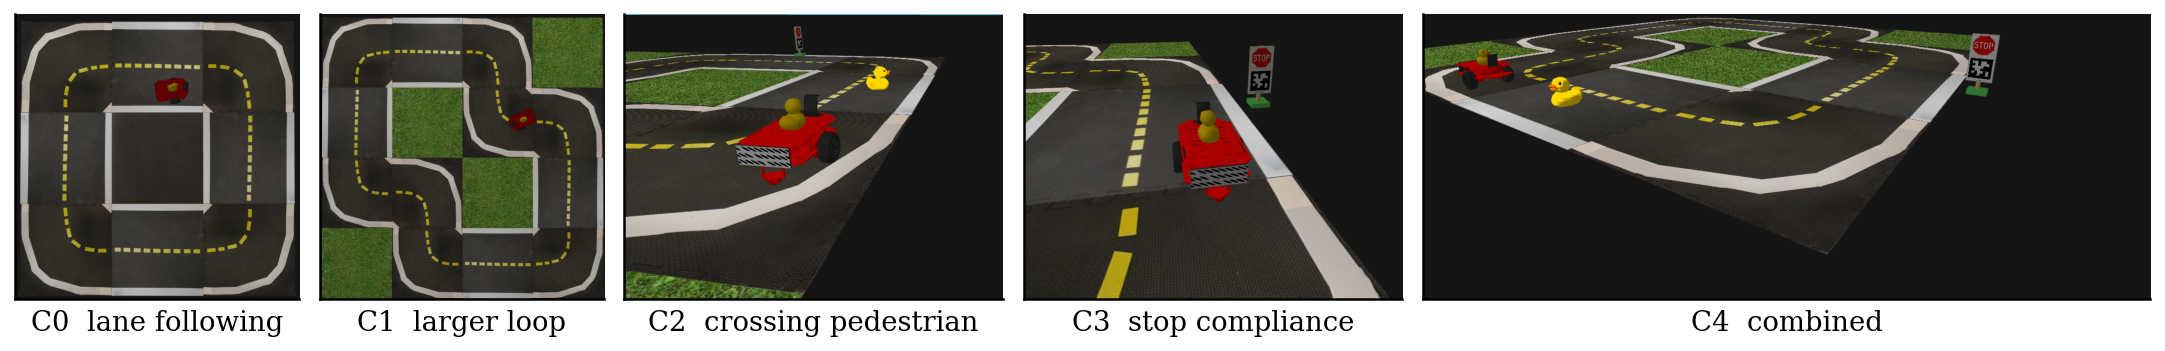 STOP
STOP
C0 lane following
C1 larger loop
C2 crossing pedestrian
C3 stop compliance
C4 combined